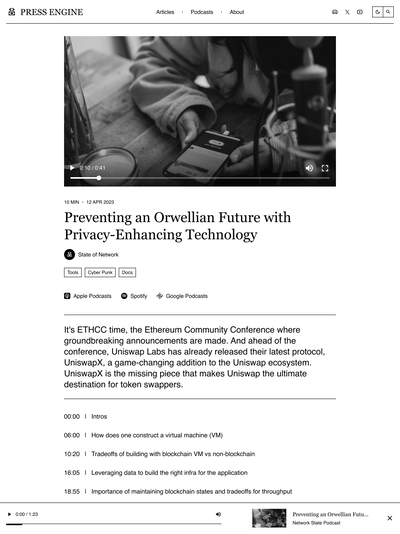 PRESS ENGINE
Articles
Podcasts
About
0:10 / 0:41
10 MIN • 12 APR 2023
Preventing an Orwellian Future with
Privacy-Enhancing Technology
State of Network
Tools
Cyber Punk
Docs
Apple Podcasts
Spotify
Google Podcasts
It's ETHCC time, the Ethereum Community Conference where
groundbreaking announcements are made. And ahead of the
conference, Uniswap Labs has already released their latest protocol,
UniswapX, a game-changing addition to the Uniswap ecosystem.
UniswapX is the missing piece that makes Uniswap the ultimate
destination for token swappers.
00:00 | Intros
06:00 | How does one construct a virtual machine (VM)
10:20 | Tradeoffs of building with blockchain VM vs non-blockchain
16:05 | Leveraging data to build the right infra for the application
18:55 | Importance of maintaining blockchain states and tradeoffs for throughput
0:00 / 1:23
Preventing an Orwellian Futu...
Network State Podcast